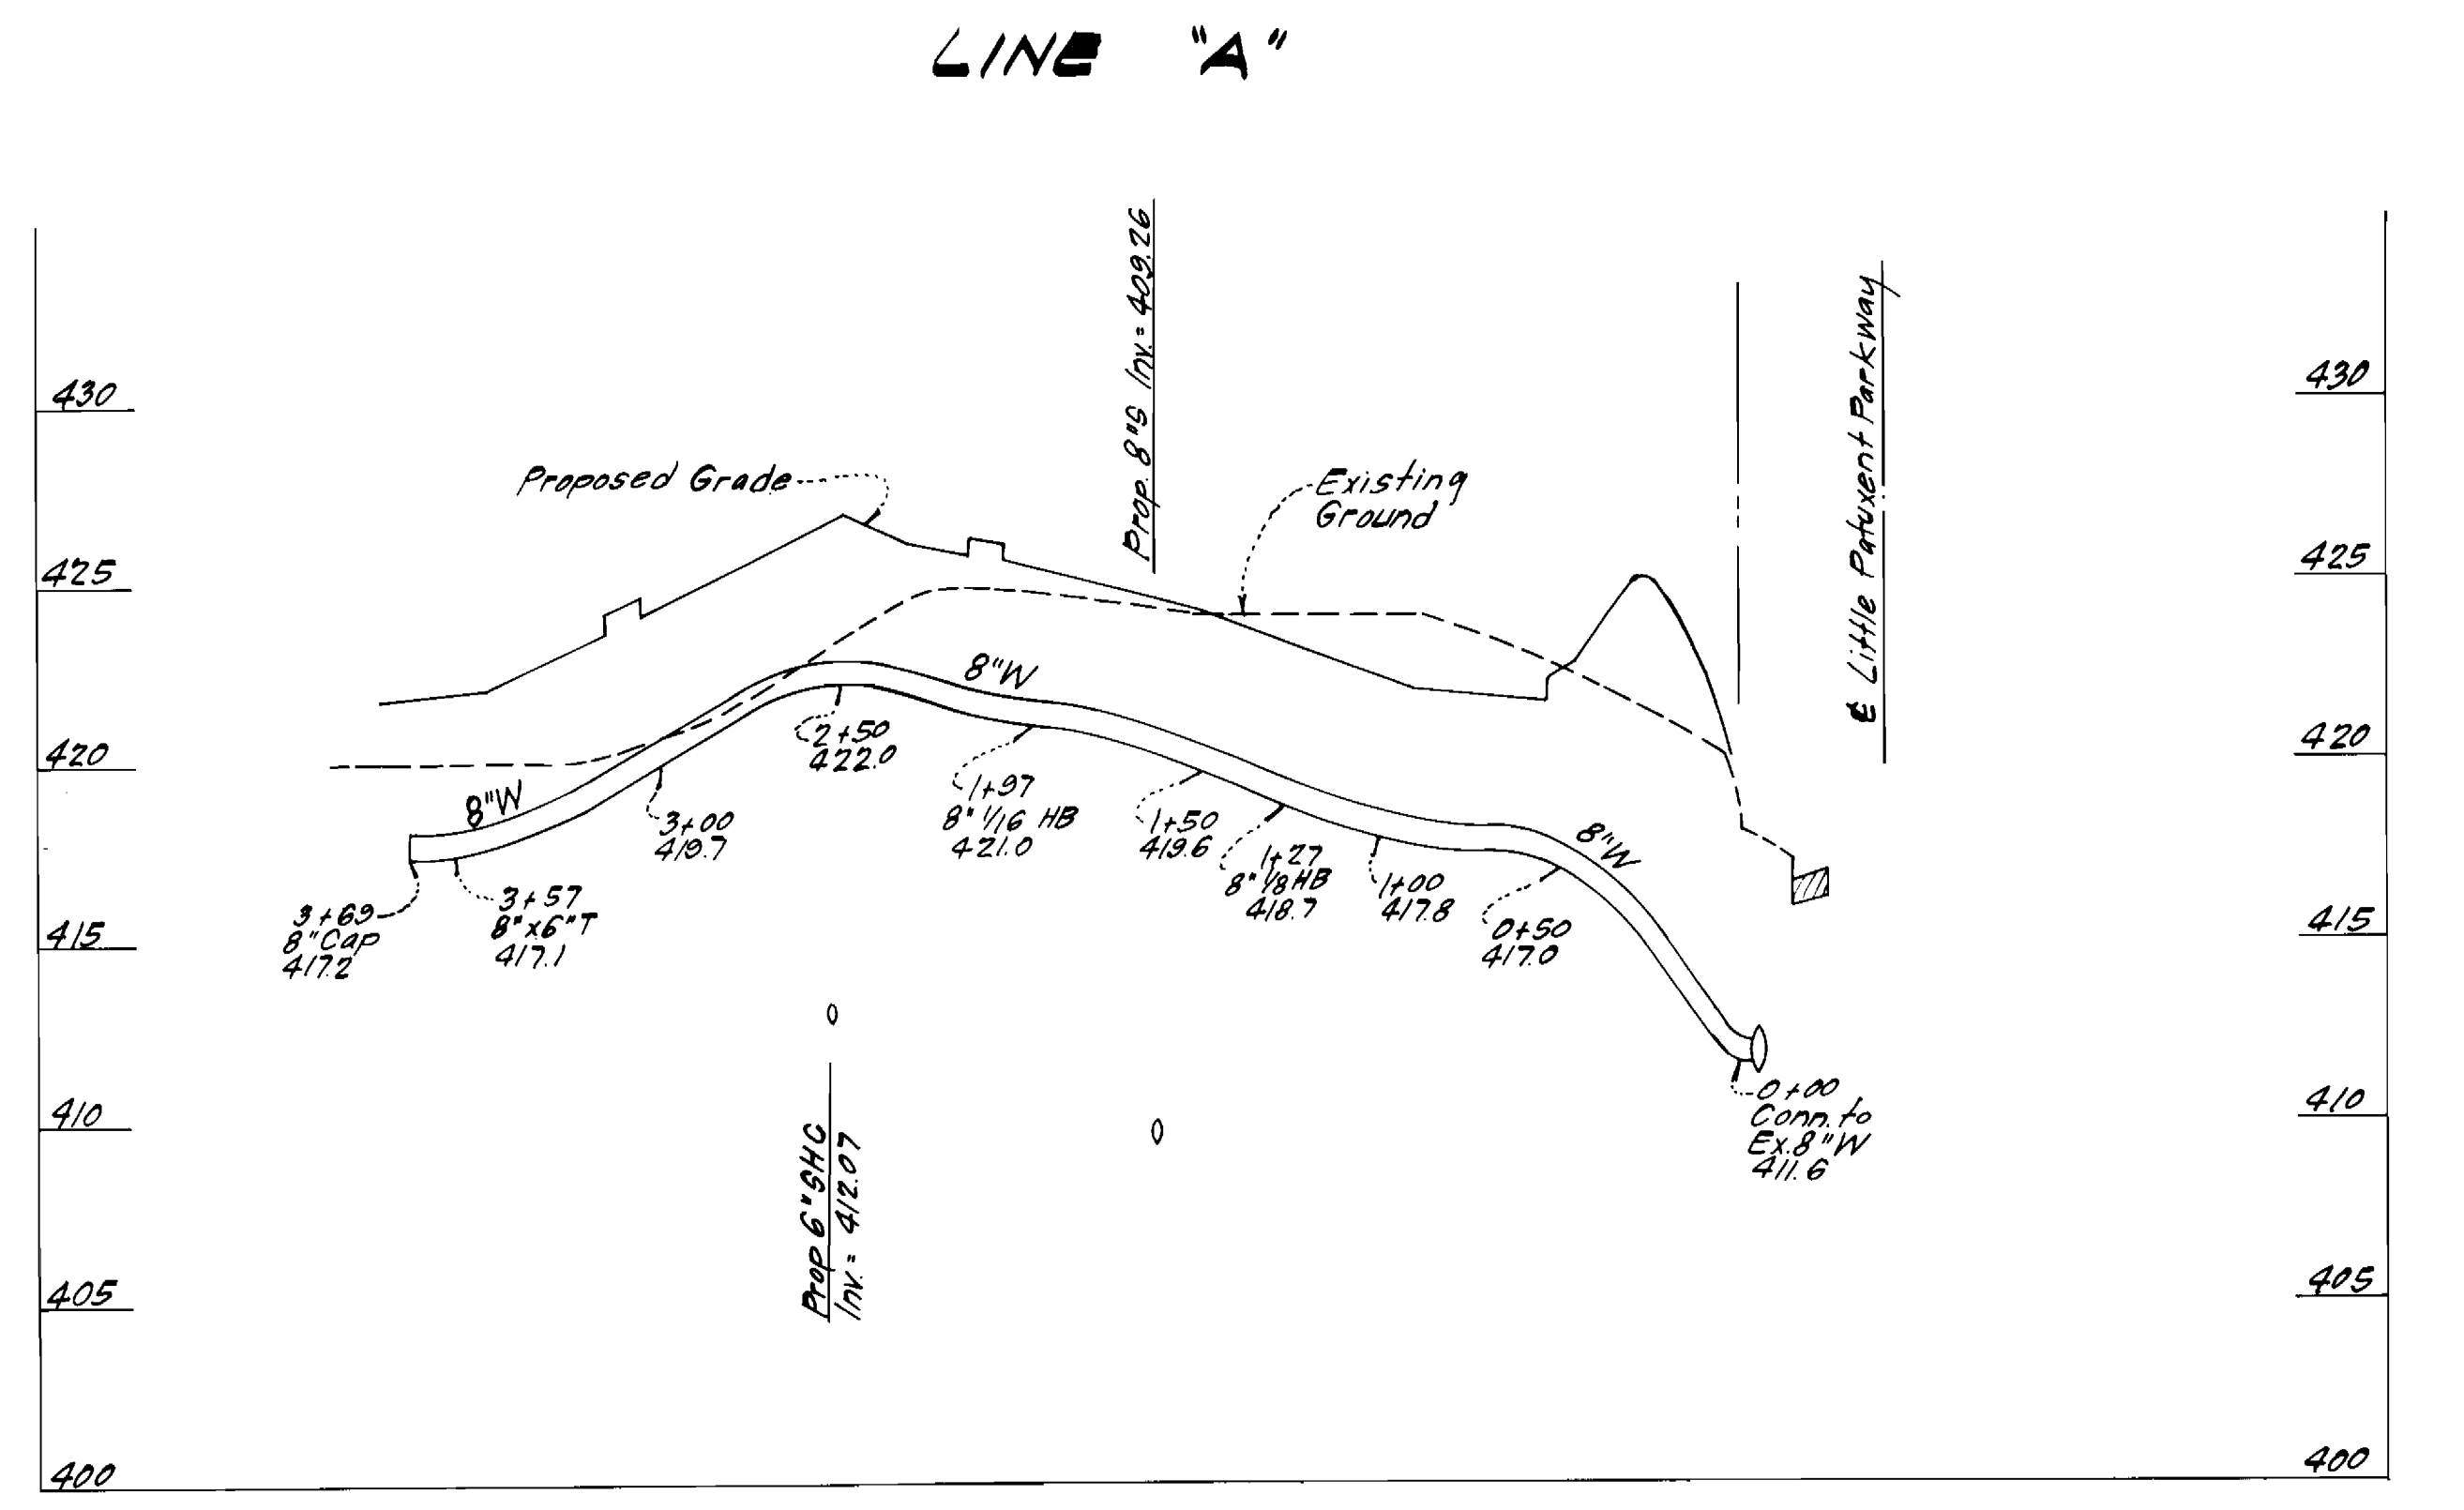 LINE "A"
Prop. 8"S Inv.= 409.26
℄ Little Patuxent Parkway
430
430
Proposed Grade
Existing
Ground
425
425
8"W
2+50
422.0
420
420
8"W
1+97
8" 1/16 HB
421.0
3+00
419.7
1+50
419.6
8"W
1+27
8" 1/8 HB
418.7
1+00
417.8
3+57
8"x6"T
417.1
3+69
8"Cap
417.2
0+50
417.0
415
415
0+00
Conn. to
Ex.8"W
411.6
410
410
Prop 6"SHC
Inv.= 412.07
405
405
400
400